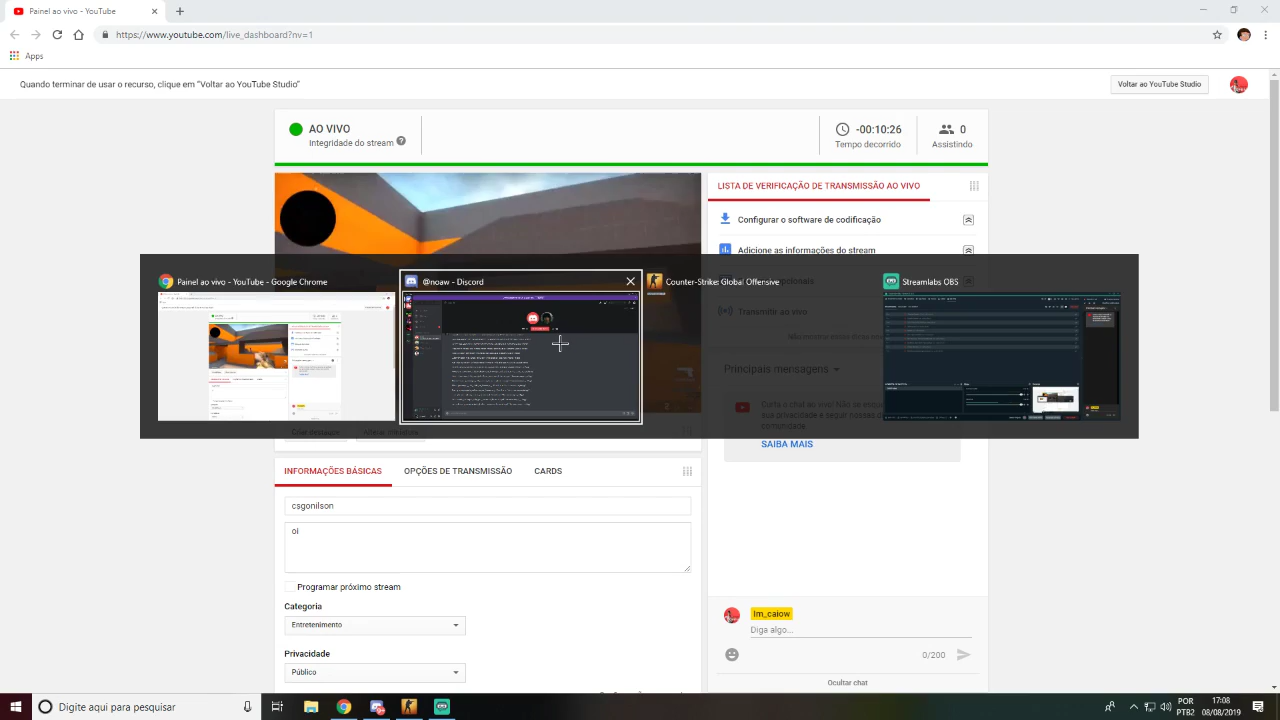 Painel ao vivo - YouTube
https://www.youtube.com/live_dashboard?nv=1
Apps
Quando terminar de usar o recurso, clique em "Voltar ao YouTube Studio"
Voltar ao YouTube Studio
AO VIVO
Integridade do stream
-00:10:26
Tempo decorrido
0
Assistindo
LISTA DE VERIFICAÇÃO DE TRANSMISSÃO AO VIVO
Configurar o software de codificação
Adicione as informações do stream
Painel ao vivo - YouTube - Google Chrome
@noaw - Discord
Counter-Strike: Global Offensive
Streamlabs OBS
Transmitir ao vivo
Principais mensagens
SAIBA MAIS
INFORMAÇÕES BÁSICAS
OPÇÕES DE TRANSMISSÃO
CARDS
csgonilson
oi
Programar próximo stream
Categoria
Entretenimento
Privacidade
Público
Im_caiow
Diga algo...
0/200
Ocultar chat
Digite aqui para pesquisar
POR
PTB2
17:08
08/08/2019